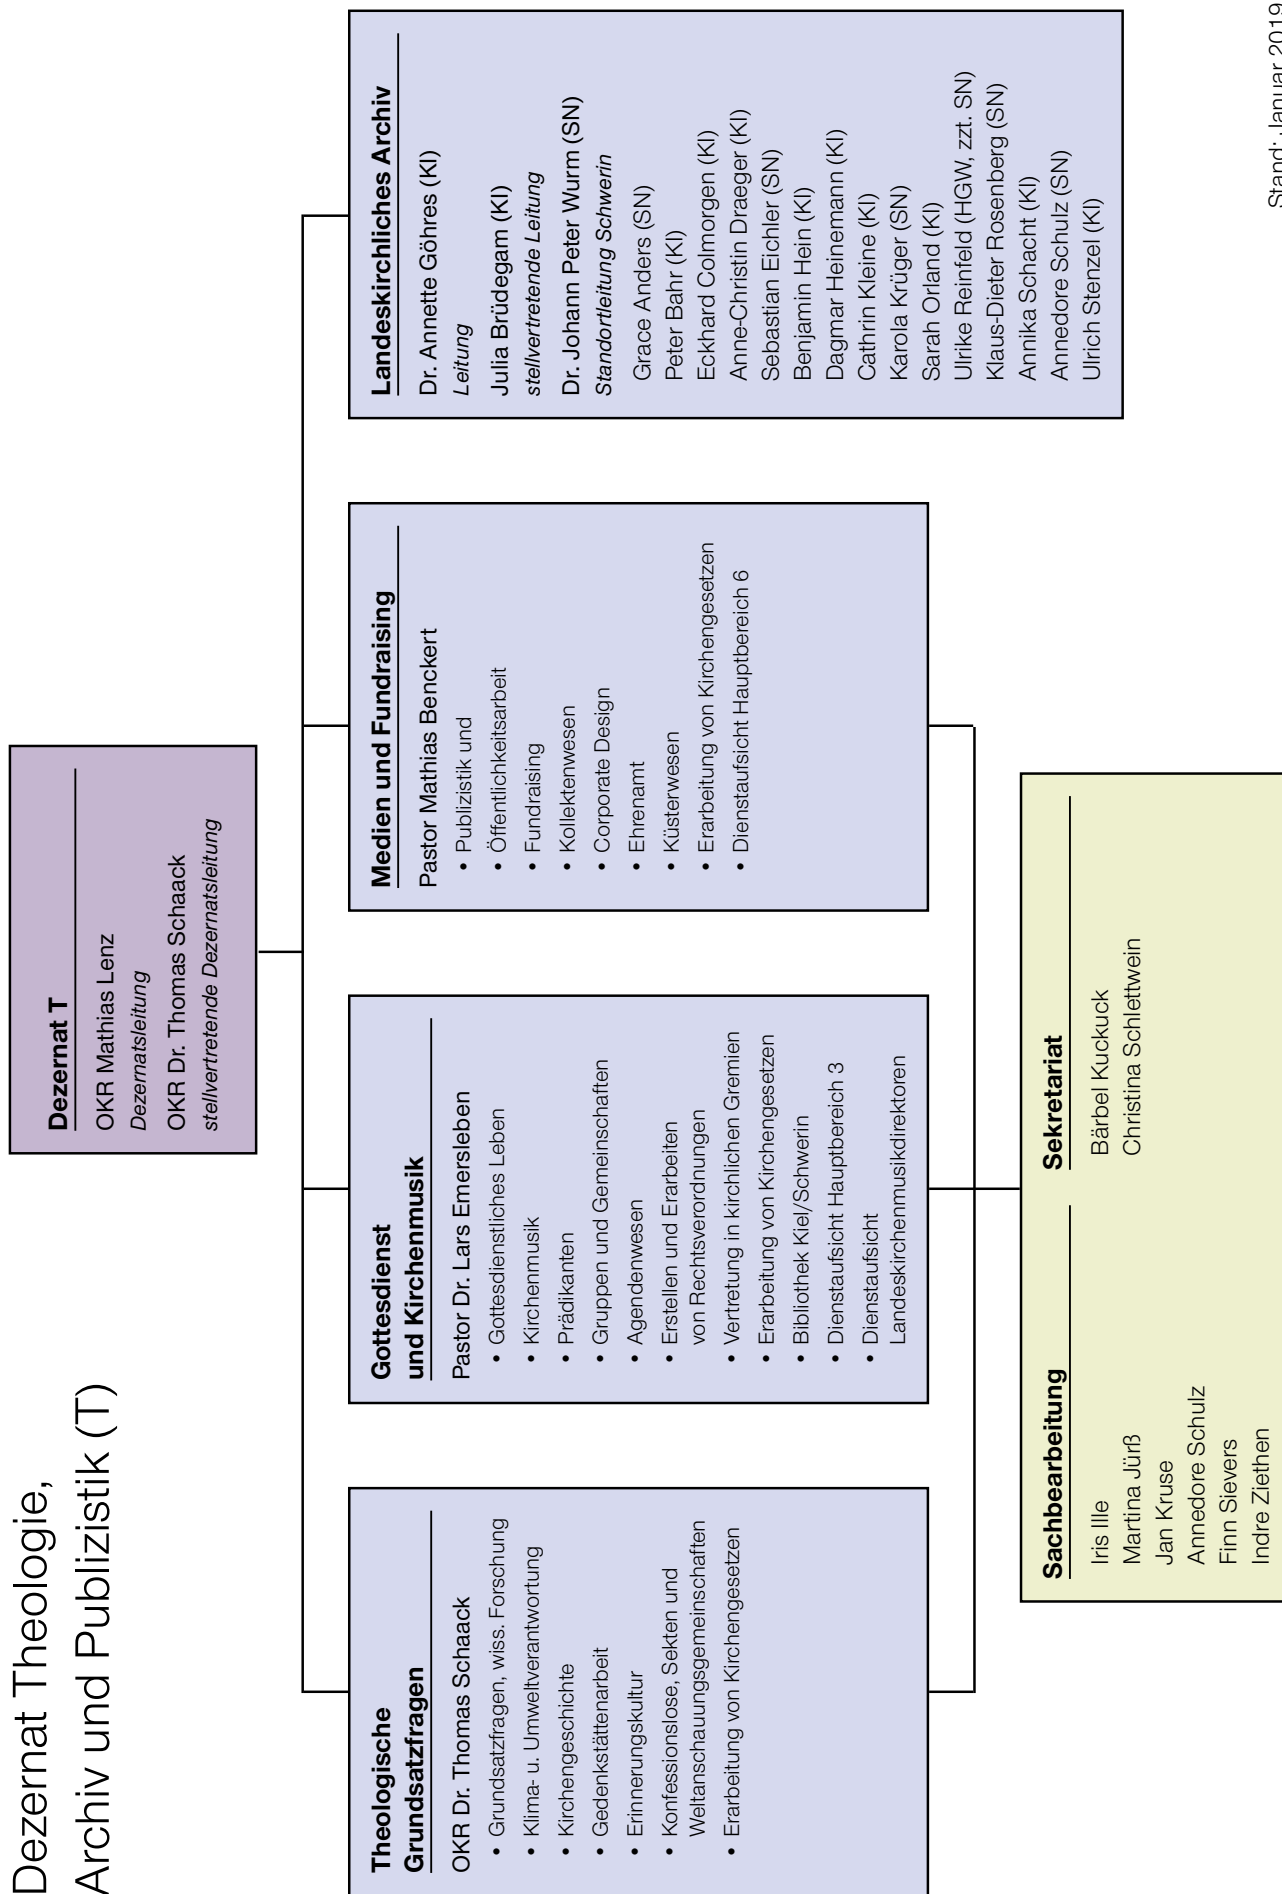 Dezernat Theologie,
Archiv und Publizistik (T)
Dezernat T
OKR Mathias Lenz
Dezernatsleitung
OKR Dr. Thomas Schaack
stellvertretende Dezernatsleitung
Theologische
Grundsatzfragen
OKR Dr. Thomas Schaack
• Grundsatzfragen, wiss. Forschung
• Klima- u. Umweltverantwortung
• Kirchengeschichte
• Gedenkstättenarbeit
• Erinnerungskultur
• Konfessionslose, Sekten und
Weltanschauungsgemeinschaften
• Erarbeitung von Kirchengesetzen
Gottesdienst
und Kirchenmusik
Pastor Dr. Lars Emersleben
• Gottesdienstliches Leben
• Kirchenmusik
• Prädikanten
• Gruppen und Gemeinschaften
• Agendenwesen
• Erstellen und Erarbeiten
von Rechtsverordnungen
• Vertretung in kirchlichen Gremien
• Erarbeitung von Kirchengesetzen
• Bibliothek Kiel/Schwerin
• Dienstaufsicht Hauptbereich 3
• Dienstaufsicht
Landeskirchenmusikdirektoren
Medien und Fundraising
Pastor Mathias Benckert
• Publizistik und
• Öffentlichkeitsarbeit
• Fundraising
• Kollektenwesen
• Corporate Design
• Ehrenamt
• Küsterwesen
• Erarbeitung von Kirchengesetzen
• Dienstaufsicht Hauptbereich 6
Landeskirchliches Archiv
Dr. Annette Göhres (KI)
Leitung
Julia Brüdegam (KI)
stellvertretende Leitung
Dr. Johann Peter Wurm (SN)
Standortleitung Schwerin
Grace Anders (SN)
Peter Bahr (KI)
Eckhard Colmorgen (KI)
Anne-Christin Draeger (KI)
Sebastian Eichler (SN)
Benjamin Hein (KI)
Dagmar Heinemann (KI)
Cathrin Kleine (KI)
Karola Krüger (SN)
Sarah Orland (KI)
Ulrike Reinfeld (HGW, zzt. SN)
Klaus-Dieter Rosenberg (SN)
Annika Schacht (KI)
Annedore Schulz (SN)
Ulrich Stenzel (KI)
Sachbearbeitung
Iris Ille
Martina Jürß
Jan Kruse
Annedore Schulz
Finn Sievers
Indre Ziethen
Sekretariat
Bärbel Kuckuck
Christina Schlettwein
Stand: Januar 2019